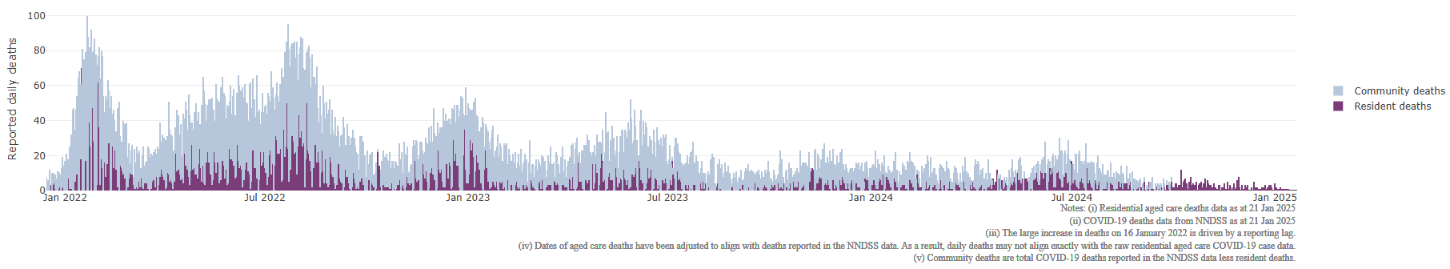 100
80
60
40
20
0
Reported daily deaths
Jan 2022
Jul 2022
Jan 2023
Jul 2023
Jan 2024
Jul 2024
Jan 2025
Community deaths
Resident deaths
Notes: (i) Residential aged care deaths data as at 21 Jan 2025
(ii) COVID-19 deaths data from NNDSS as at 21 Jan 2025
(iii) The large increase in deaths on 16 January 2022 is driven by a reporting lag.
(iv) Dates of aged care deaths have been adjusted to align with deaths reported in the NNDSS data. As a result, daily deaths may not align exactly with the raw residential aged care COVID-19 case data.
(v) Community deaths are total COVID-19 deaths reported in the NNDSS data less resident deaths.